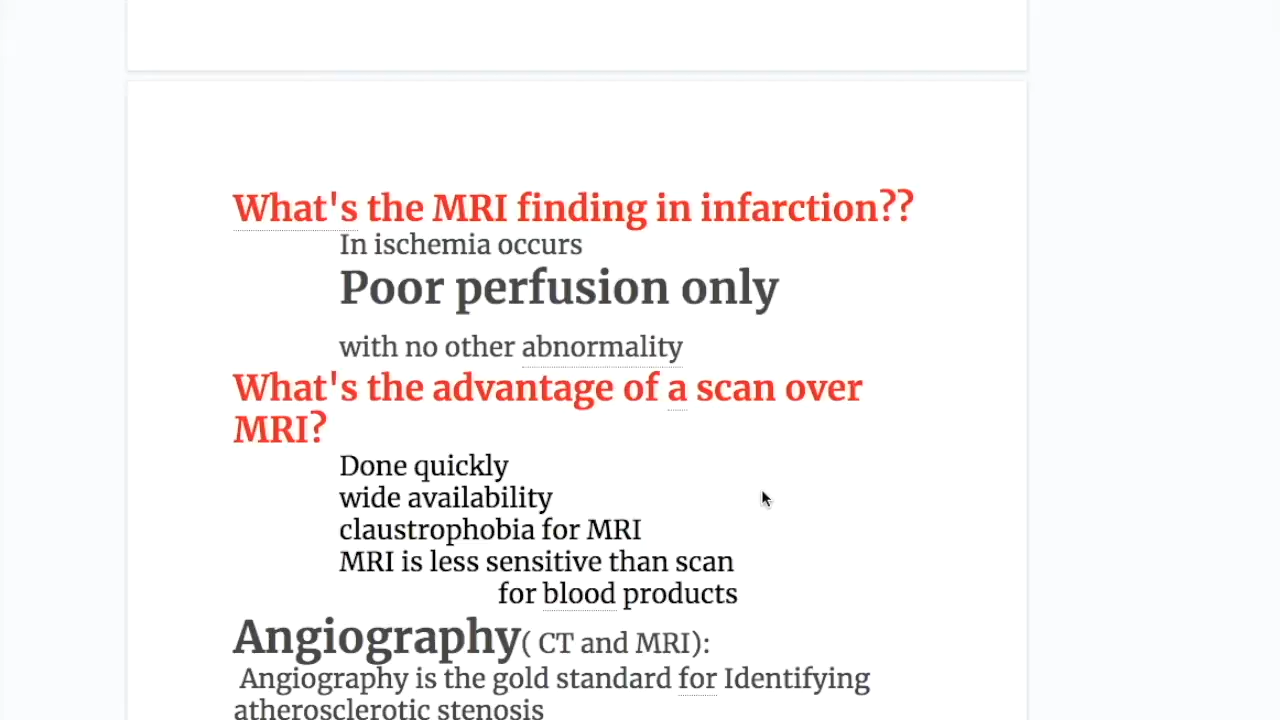 What's the MRI finding in infarction??
In ischemia occurs
Poor perfusion only
with no other abnormality
What's the advantage of a scan over
MRI?
Done quickly
wide availability
claustrophobia for MRI
MRI is less sensitive than scan
for blood products
Angiography( CT and MRI):
Angiography is the gold standard for Identifying
atherosclerotic stenosis